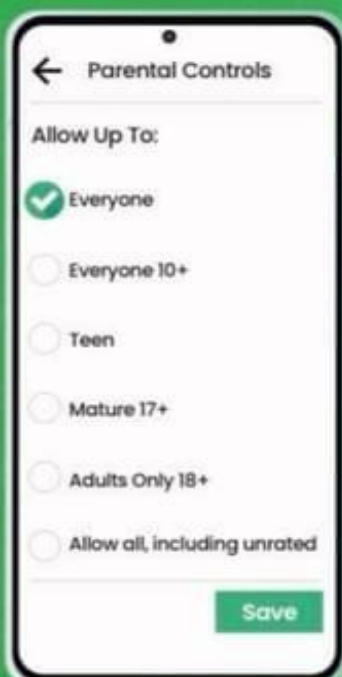 Parental Controls
Allow Up To:
Everyone
Everyone 10+
Teen
Mature 17+
Adults Only 18+
Allow all, including unrated
Save